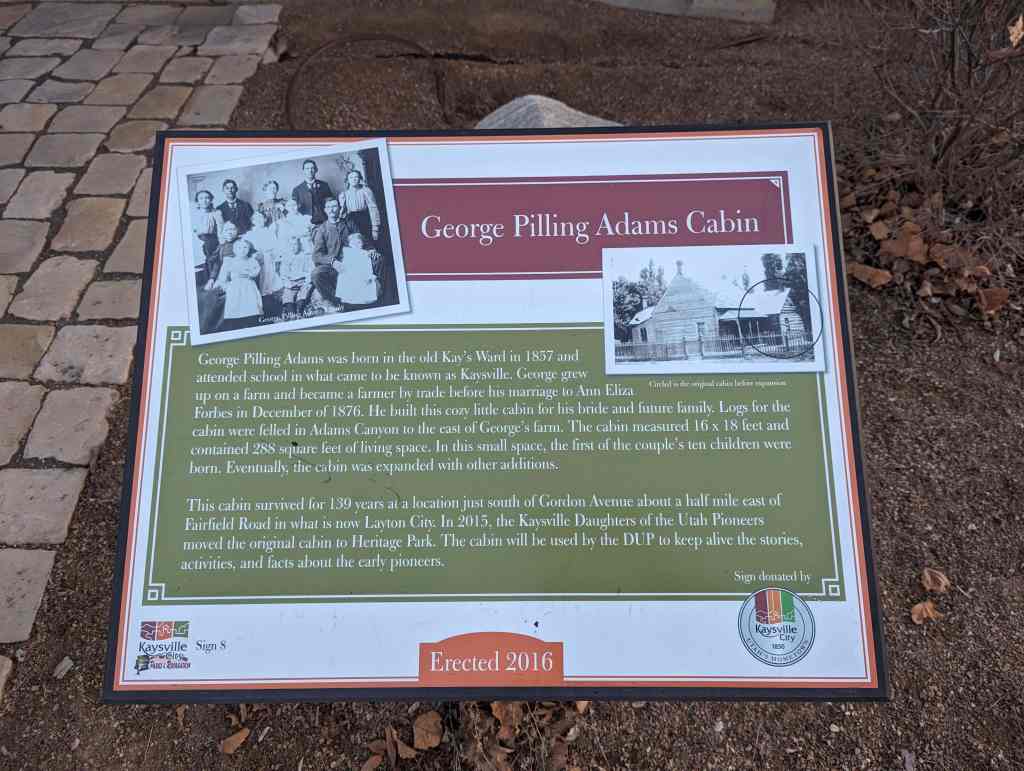 George Pilling Adams Cabin
George Pilling Adams Family
Circled is the original cabin before expansion
George Pilling Adams was born in the old Kay's Ward in 1857 and
attended school in what came to be known as Kaysville. George grew
up on a farm and became a farmer by trade before his marriage to Ann Eliza
Forbes in December of 1876. He built this cozy little cabin for his bride and future family. Logs for the
cabin were felled in Adams Canyon to the east of George's farm. The cabin measured 16 x 18 feet and
contained 288 square feet of living space. In this small space, the first of the couple's ten children were
born. Eventually, the cabin was expanded with other additions.
This cabin survived for 139 years at a location just south of Gordon Avenue about a half mile east of
Fairfield Road in what is now Layton City. In 2015, the Kaysville Daughters of the Utah Pioneers
moved the original cabin to Heritage Park. The cabin will be used by the DUP to keep alive the stories,
activities, and facts about the early pioneers.
Sign donated by
Kaysville
City
1850
UTAH'S HOMETOWN
Kaysville
City
PARKS & RECREATION
Sign 8
Erected 2016